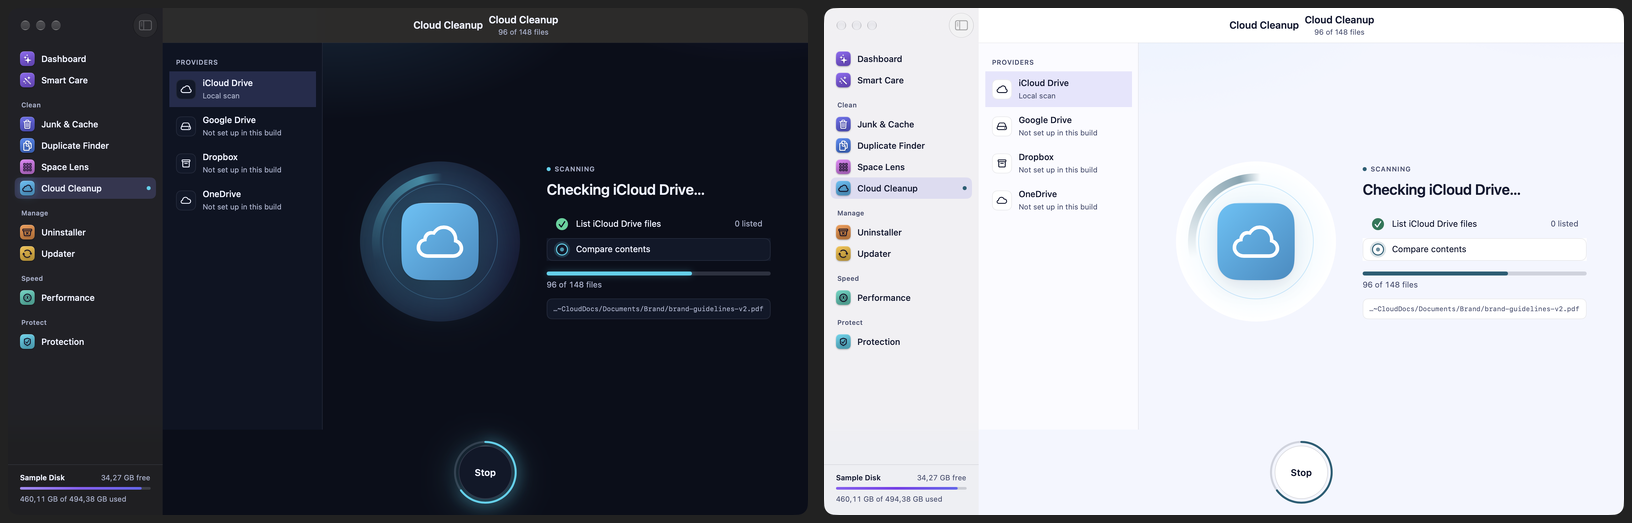 Cloud Cleanup
Cloud Cleanup
96 of 148 files
Dashboard
Smart Care
Clean
Junk & Cache
Duplicate Finder
Space Lens
Cloud Cleanup
Manage
Uninstaller
Updater
Speed
Performance
Protect
Protection
Sample Disk 34,27 GB free
460,11 GB of 494,38 GB used
PROVIDERS
iCloud Drive
Local scan
Google Drive
Not set up in this build
Dropbox
Not set up in this build
OneDrive
Not set up in this build
SCANNING
Checking iCloud Drive...
List iCloud Drive files 0 listed
Compare contents
96 of 148 files
…~CloudDocs/Documents/Brand/brand-guidelines-v2.pdf
Stop
Cloud Cleanup
Cloud Cleanup
96 of 148 files
Dashboard
Smart Care
Clean
Junk & Cache
Duplicate Finder
Space Lens
Cloud Cleanup
Manage
Uninstaller
Updater
Speed
Performance
Protect
Protection
Sample Disk 34,27 GB free
460,11 GB of 494,38 GB used
PROVIDERS
iCloud Drive
Local scan
Google Drive
Not set up in this build
Dropbox
Not set up in this build
OneDrive
Not set up in this build
SCANNING
Checking iCloud Drive...
List iCloud Drive files 0 listed
Compare contents
96 of 148 files
…~CloudDocs/Documents/Brand/brand-guidelines-v2.pdf
Stop